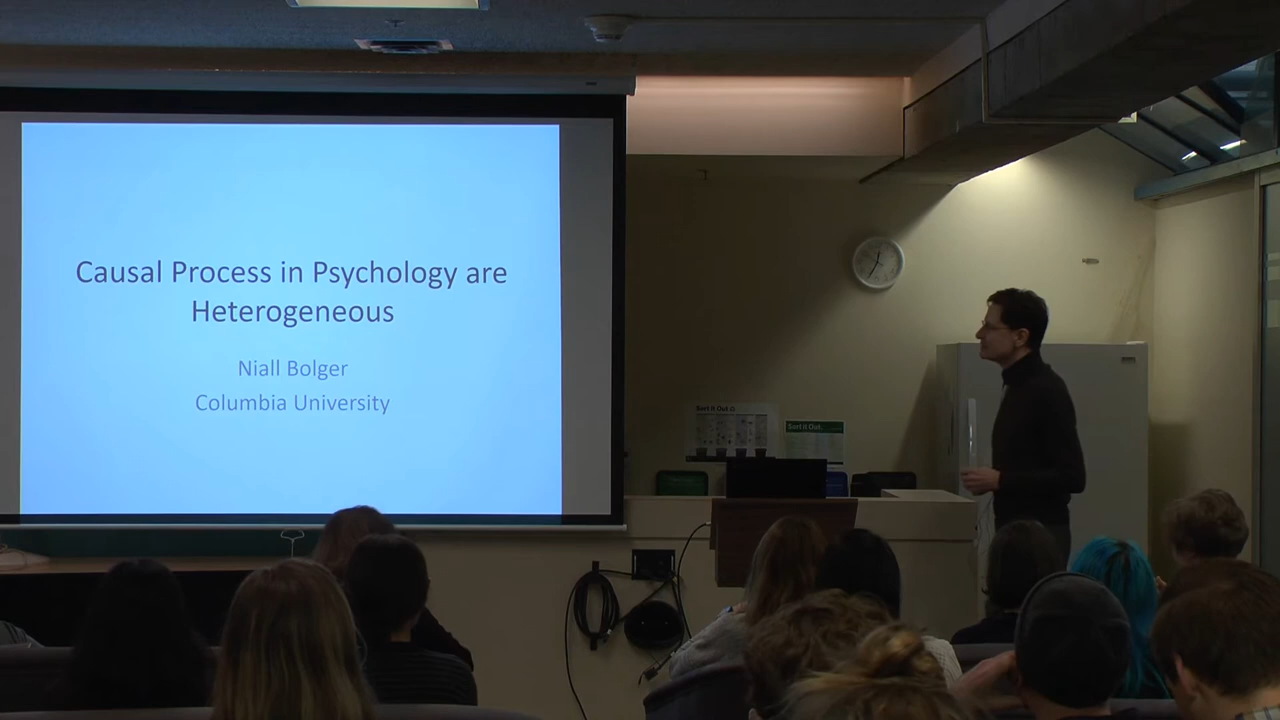 Causal Process in Psychology are
Heterogeneous
Niall Bolger
Columbia University
Sort it Out
Sort it Out.